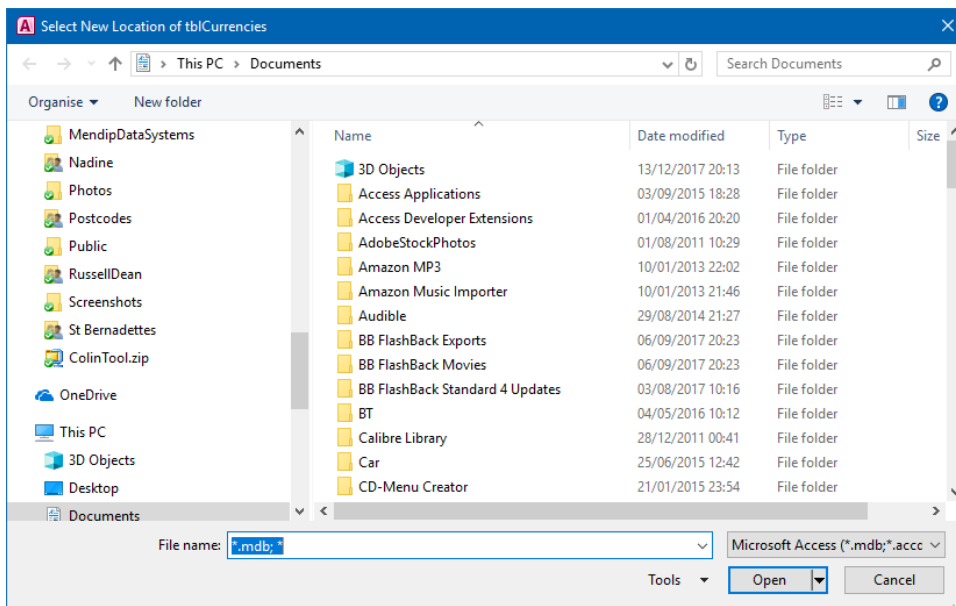 A Select New Location of tblCurrencies
This PC > Documents
Search Documents
Organise New folder
MendipDataSystems
Nadine
Photos
Postcodes
Public
RussellDean
Screenshots
St Bernadettes
ColinTool.zip
OneDrive
This PC
3D Objects
Desktop
Documents
Name Date modified Type Size
3D Objects 13/12/2017 20:13 File folder
Access Applications 03/09/2015 18:28 File folder
Access Developer Extensions 01/04/2016 20:20 File folder
AdobeStockPhotos 01/08/2011 10:29 File folder
Amazon MP3 10/01/2013 22:02 File folder
Amazon Music Importer 10/01/2013 21:46 File folder
Audible 29/08/2014 21:27 File folder
BB FlashBack Exports 06/09/2017 20:23 File folder
BB FlashBack Movies 06/09/2017 20:23 File folder
BB FlashBack Standard 4 Updates 03/08/2017 10:16 File folder
BT 04/05/2016 10:12 File folder
Calibre Library 28/12/2011 00:41 File folder
Car 25/06/2015 12:42 File folder
CD-Menu Creator 21/01/2015 23:54 File folder
File name: *.mdb; * Microsoft Access (*.mdb;*.accc
Tools Open Cancel